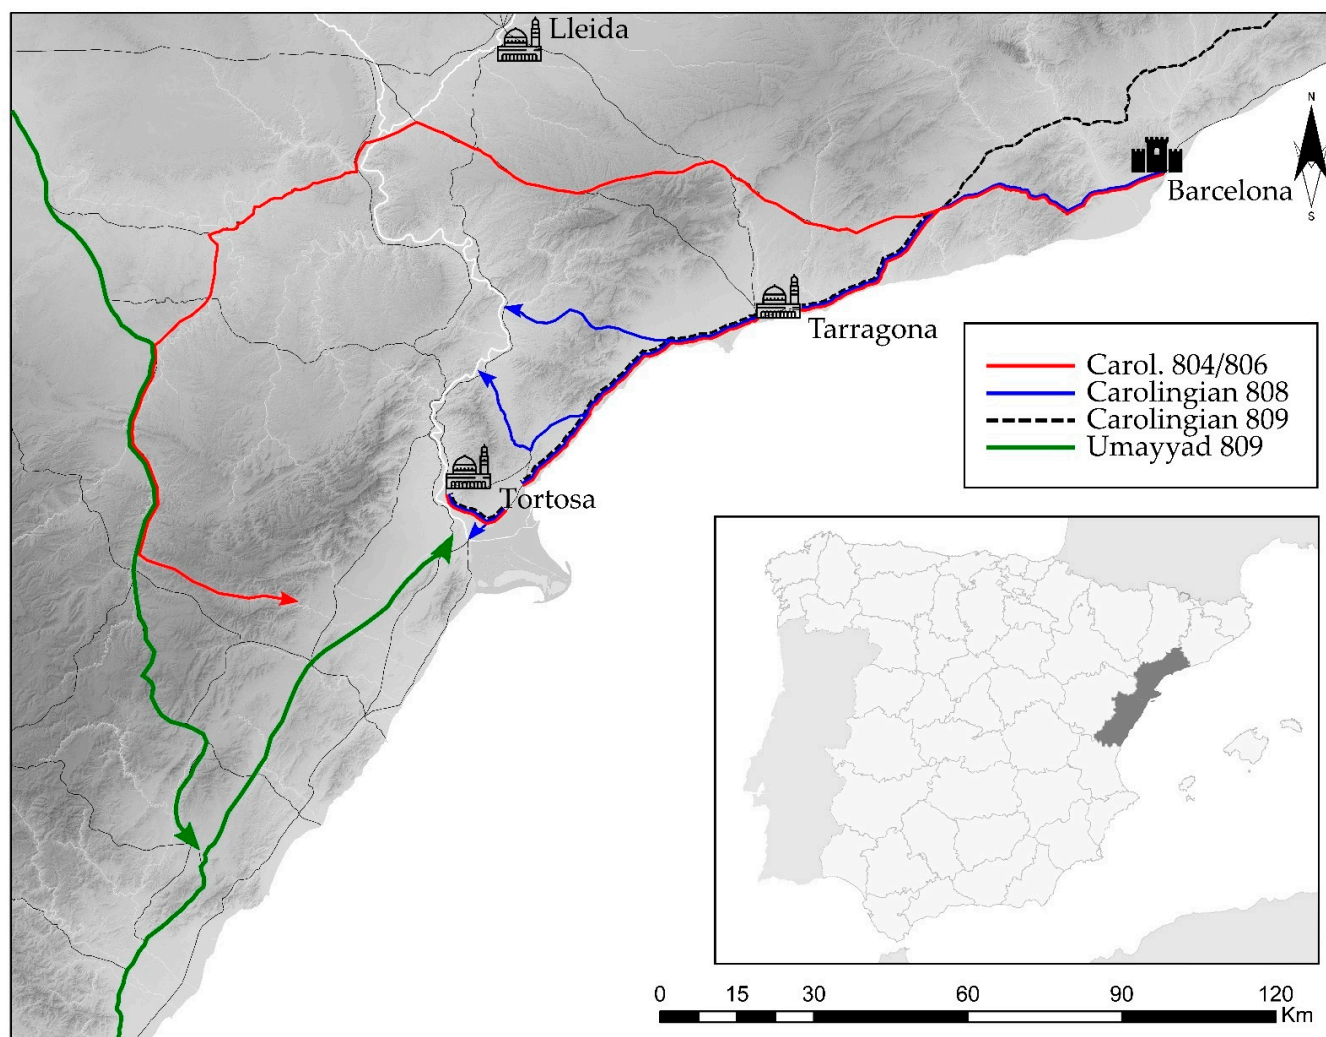 Lleida
N
Barcelona
S
Tarragona
Carol. 804/806
Carolingian 808
Carolingian 809
Umayyad 809
Tortosa
0 15 30 60 90 120
Km